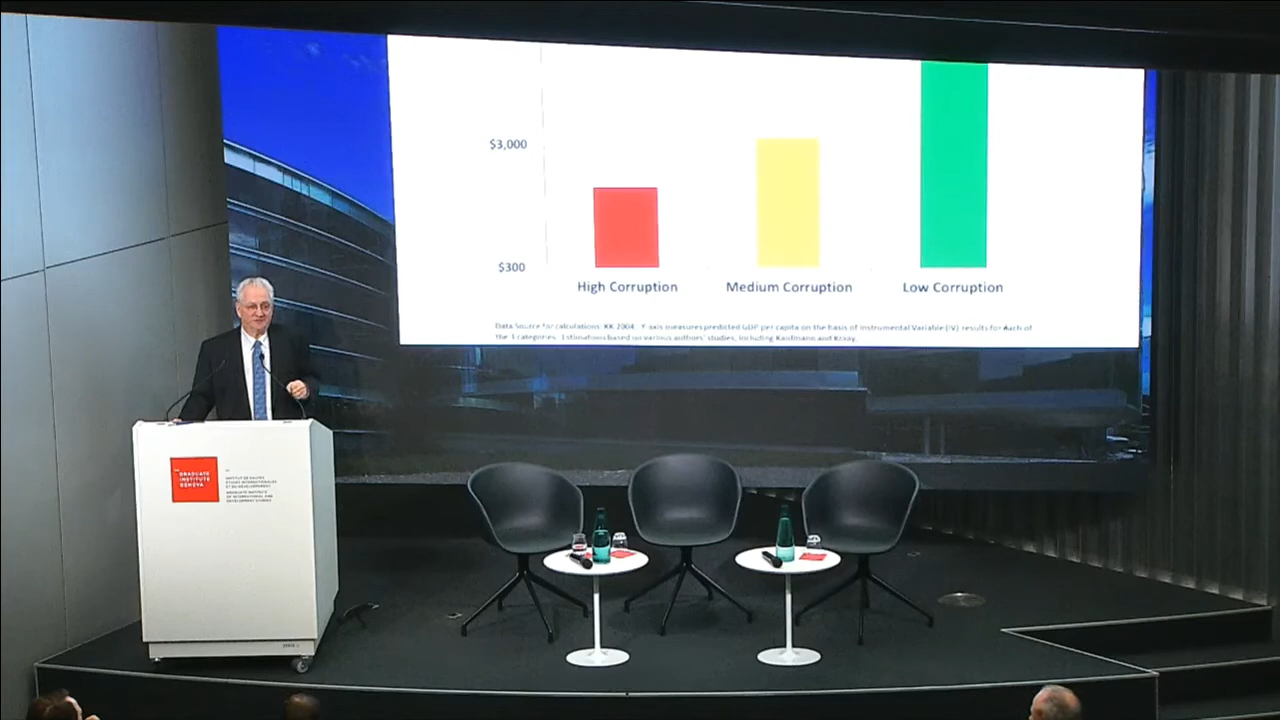 $3,000
$300
High Corruption
Medium Corruption
Low Corruption
Data Source for calculations: KK 2004. Y-axis measures predicted GDP per capita on the basis of Instrumental Variable (IV) results for each of
the 3 categories. Estimations based on various authors' studies, including Kaufmann and Kraay.
THE
GRADUATE
INSTITUTE
GENEVA
INSTITUT DE HAUTES
ÉTUDES INTERNATIONALES
ET DU DÉVELOPPEMENT
GRADUATE INSTITUTE
OF INTERNATIONAL AND
DEVELOPMENT STUDIES